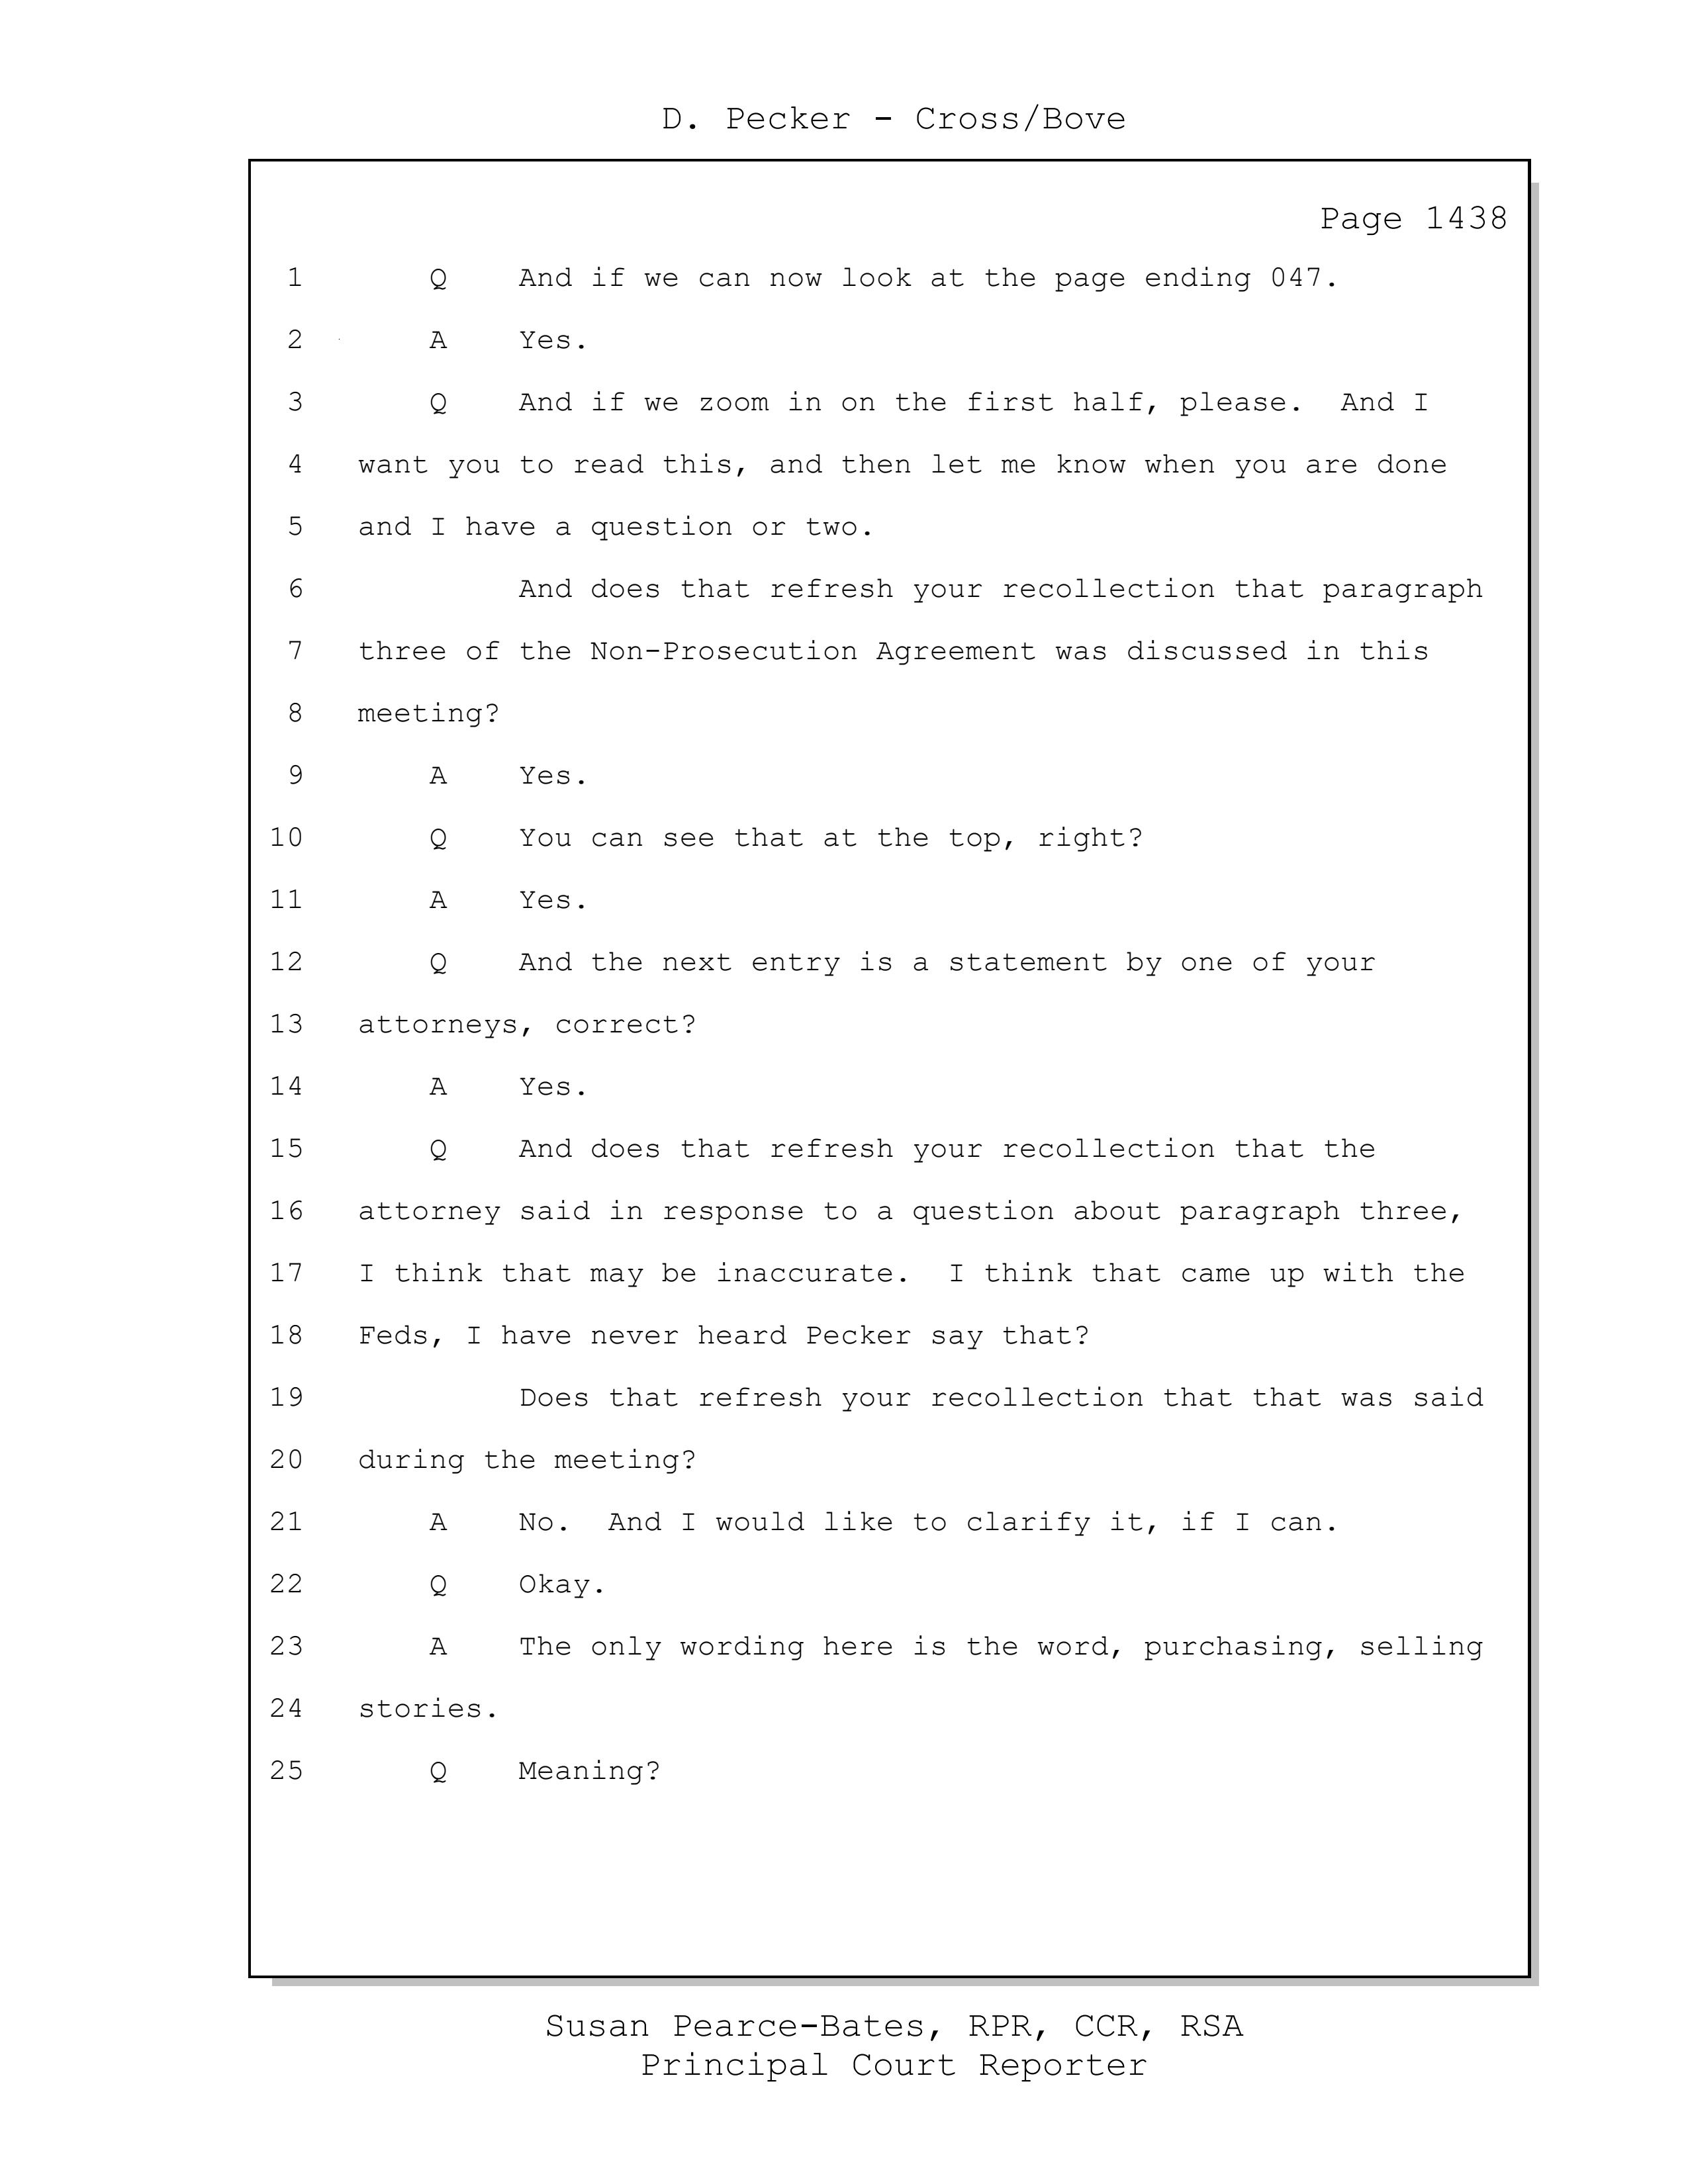 D. Pecker - Cross/Bove
Page 1438
1 Q And if we can now look at the page ending 047.
2 A Yes.
3 Q And if we zoom in on the first half, please. And I
4 want you to read this, and then let me know when you are done
5 and I have a question or two.
6 And does that refresh your recollection that paragraph
7 three of the Non-Prosecution Agreement was discussed in this
8 meeting?
9 A Yes.
10 Q You can see that at the top, right?
11 A Yes.
12 Q And the next entry is a statement by one of your
13 attorneys, correct?
14 A Yes.
15 Q And does that refresh your recollection that the
16 attorney said in response to a question about paragraph three,
17 I think that may be inaccurate. I think that came up with the
18 Feds, I have never heard Pecker say that?
19 Does that refresh your recollection that that was said
20 during the meeting?
21 A No. And I would like to clarify it, if I can.
22 Q Okay.
23 A The only wording here is the word, purchasing, selling
24 stories.
25 Q Meaning?
Susan Pearce-Bates, RPR, CCR, RSA
Principal Court Reporter